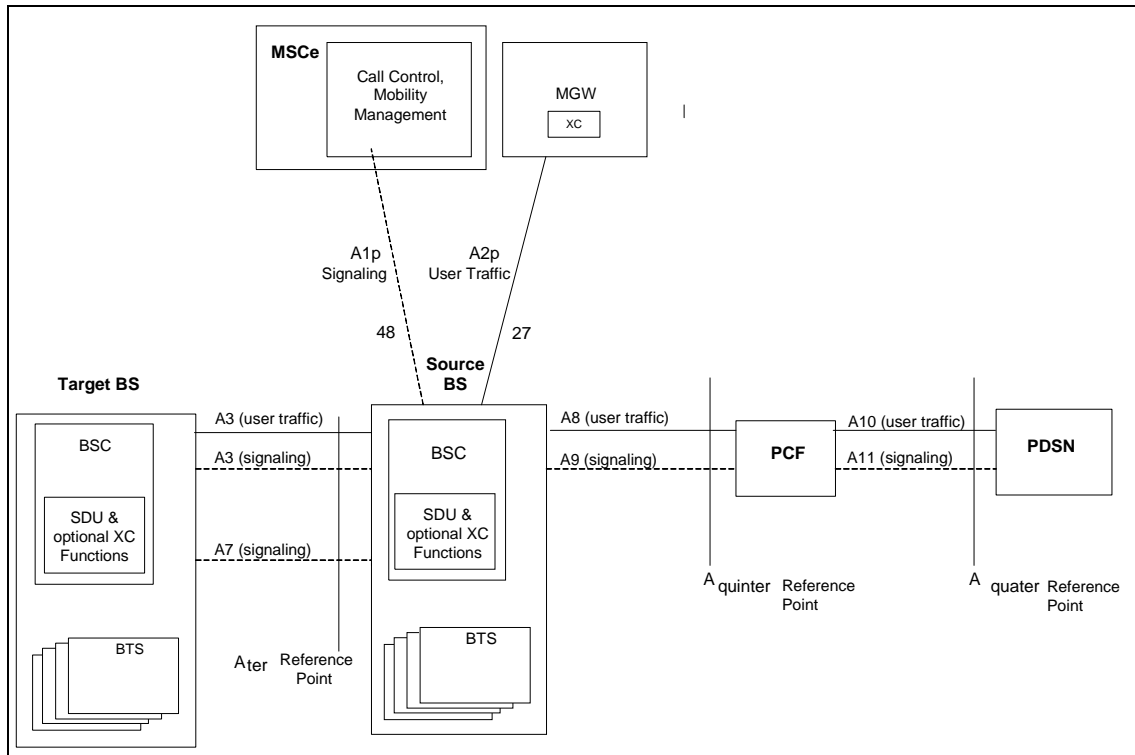 MSCe
Call Control,
Mobility
Management
MGW
XC
A1p
Signaling
A2p
User Traffic
48
27
Target BS
Source
BS
BSC
SDU &
optional XC
Functions
BTS
A3 (user traffic)
A3 (signaling)
A7 (signaling)
Ater Reference
Point
BSC
SDU &
optional XC
Functions
BTS
A8 (user traffic)
A9 (signaling)
A quinter Reference
Point
PCF
A10 (user traffic)
A11 (signaling)
A quater Reference
Point
PDSN